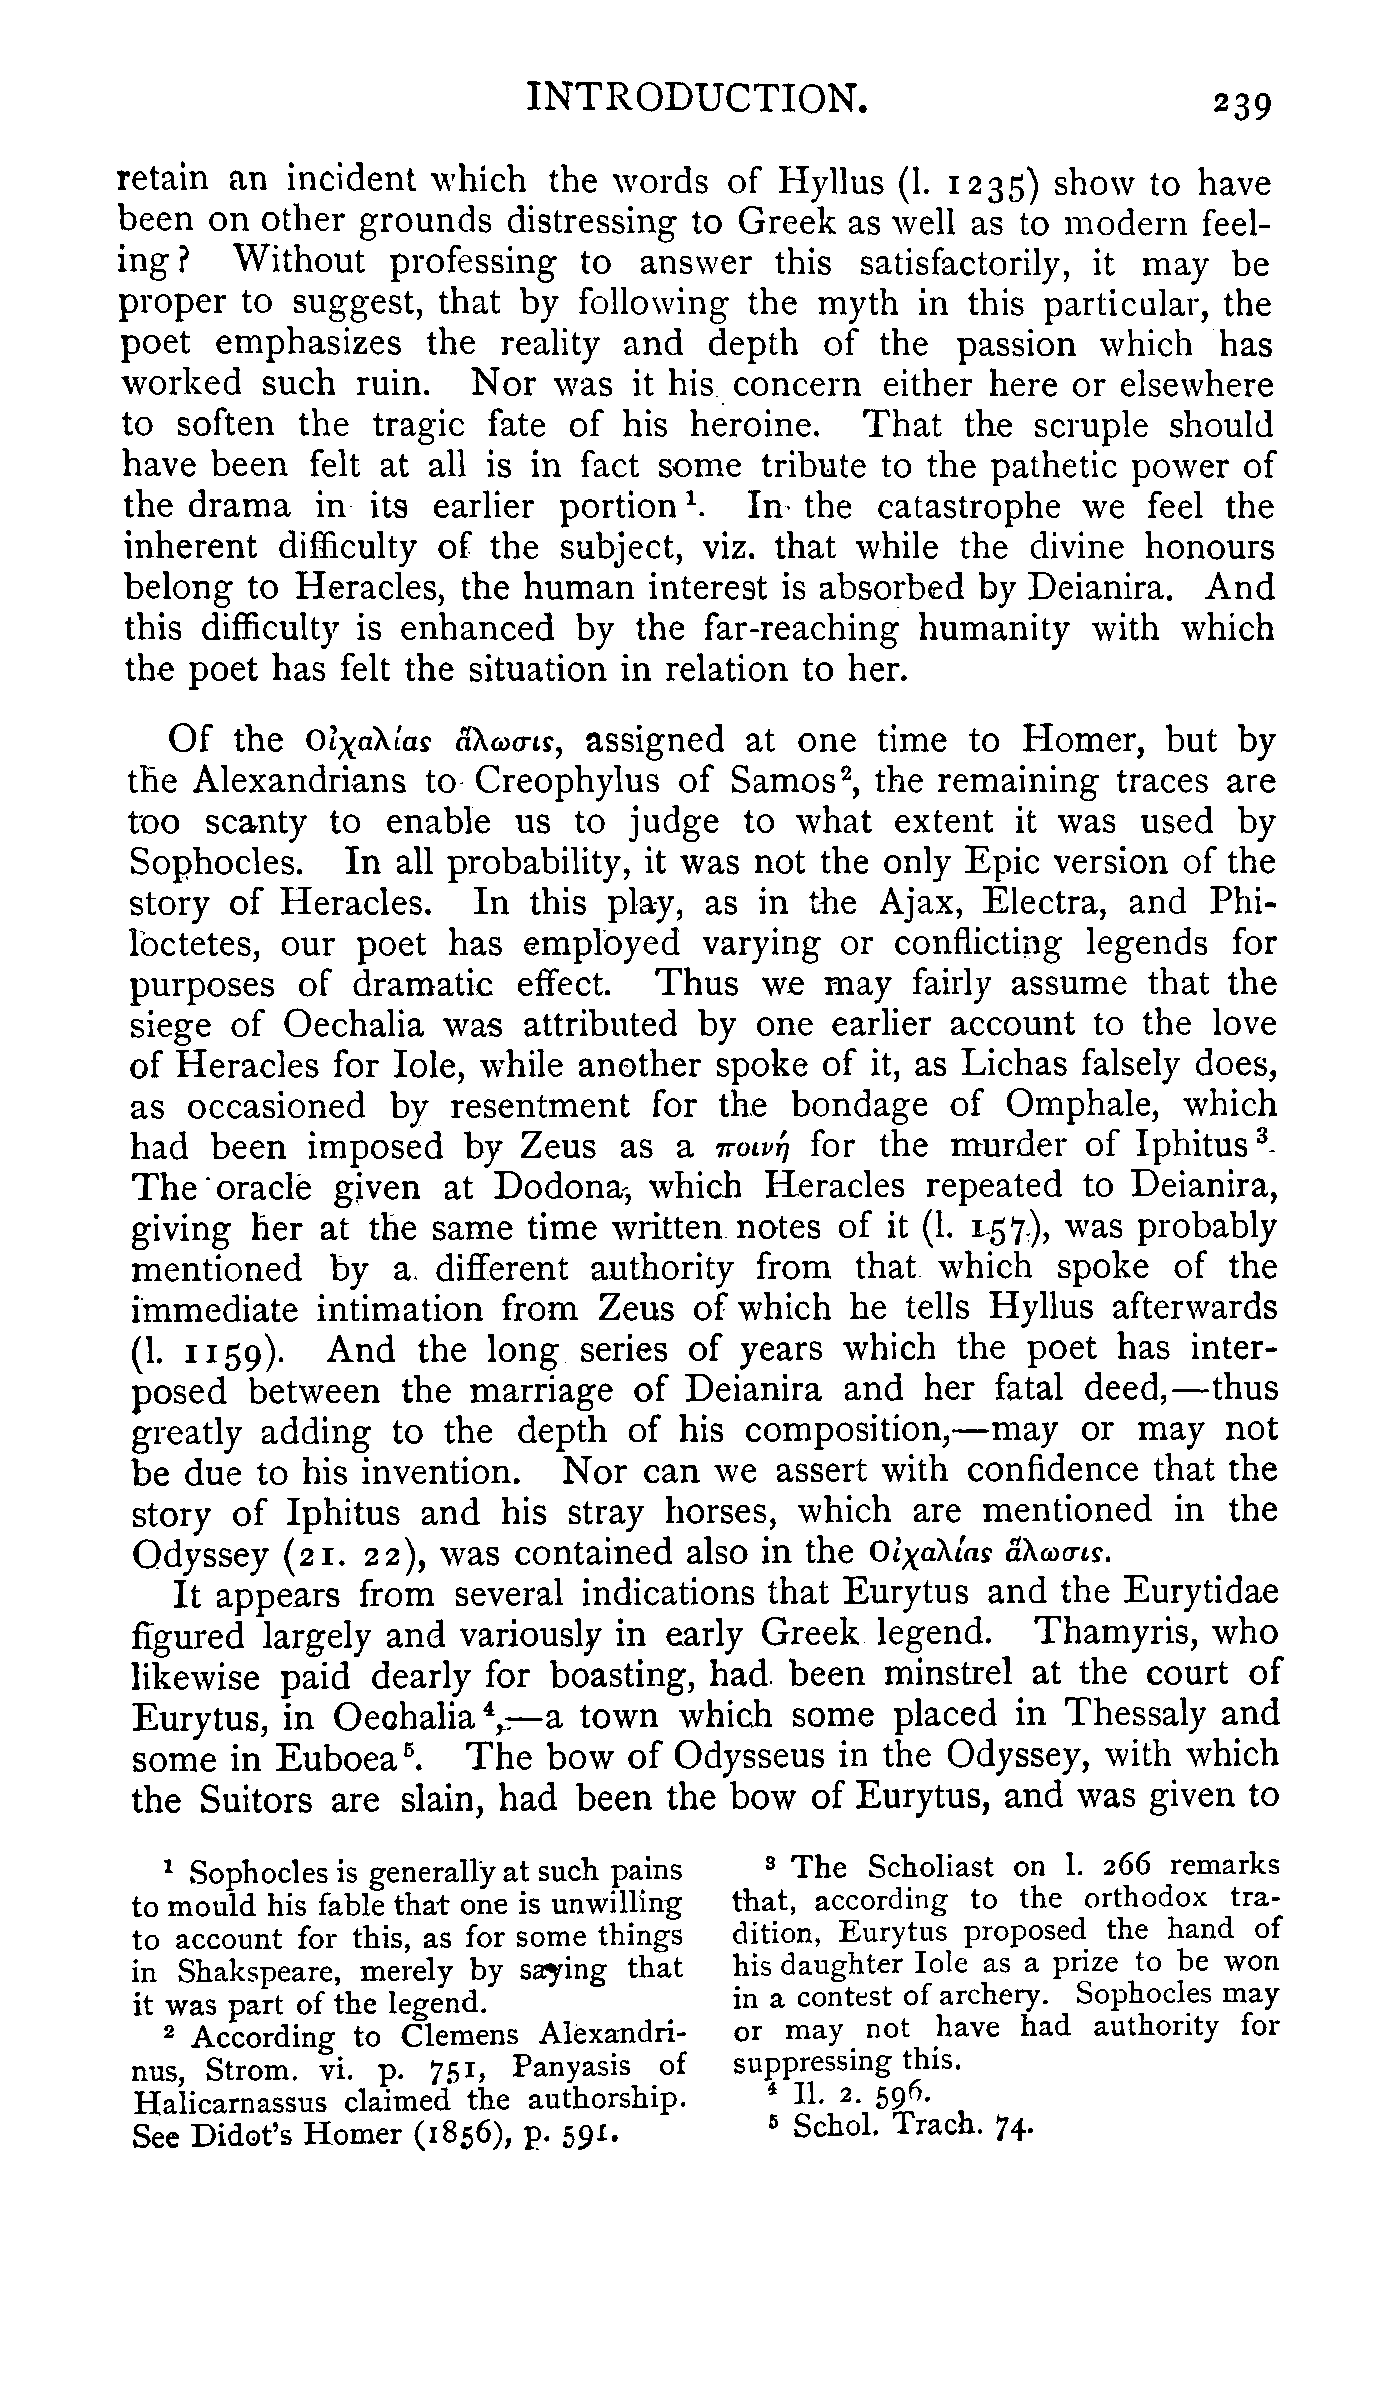 INTRODUCTION. 239
retain an incident which the words of Hyllus (l. 1235) show to have
been on other grounds distressing to Greek as well as to modern feel-
ing? Without professing to answer this satisfactorily, it may be
proper to suggest, that by following the myth in this particular, the
poet emphasizes the reality and depth of the passion which has
worked such ruin. Nor was it his concern either here or elsewhere
to soften the tragic fate of his heroine. That the scruple should
have been felt at all is in fact some tribute to the pathetic power of
the drama in its earlier portion¹. In the catastrophe we feel the
inherent difficulty of the subject, viz. that while the divine honours
belong to Heracles, the human interest is absorbed by Deianira. And
this difficulty is enhanced by the far-reaching humanity with which
the poet has felt the situation in relation to her.
Of the Οἰχαλίας ἅλωσις, assigned at one time to Homer, but by
the Alexandrians to Creophylus of Samos², the remaining traces are
too scanty to enable us to judge to what extent it was used by
Sophocles. In all probability, it was not the only Epic version of the
story of Heracles. In this play, as in the Ajax, Electra, and Phi-
loctetes, our poet has employed varying or conflicting legends for
purposes of dramatic effect. Thus we may fairly assume that the
siege of Oechalia was attributed by one earlier account to the love
of Heracles for Iole, while another spoke of it, as Lichas falsely does,
as occasioned by resentment for the bondage of Omphale, which
had been imposed by Zeus as a ποινή for the murder of Iphitus³.
The oracle given at Dodona, which Heracles repeated to Deianira,
giving her at the same time written notes of it (l. 157), was probably
mentioned by a different authority from that which spoke of the
immediate intimation from Zeus of which he tells Hyllus afterwards
(l. 1159). And the long series of years which the poet has inter-
posed between the marriage of Deianira and her fatal deed,—thus
greatly adding to the depth of his composition,—may or may not
be due to his invention. Nor can we assert with confidence that the
story of Iphitus and his stray horses, which are mentioned in the
Odyssey (21. 22), was contained also in the Οἰχαλίας ἅλωσις.
It appears from several indications that Eurytus and the Eurytidae
figured largely and variously in early Greek legend. Thamyris, who
likewise paid dearly for boasting, had been minstrel at the court of
Eurytus, in Oechalia⁴,—a town which some placed in Thessaly and
some in Euboea⁵. The bow of Odysseus in the Odyssey, with which
the Suitors are slain, had been the bow of Eurytus, and was given to
¹ Sophocles is generally at such pains
to mould his fable that one is unwilling
to account for this, as for some things
in Shakspeare, merely by saying that
it was part of the legend.
² According to Clemens Alexandri-
nus, Strom. vi. p. 751, Panyasis of
Halicarnassus claimed the authorship.
See Didot's Homer (1856), p. 591.
³ The Scholiast on l. 266 remarks
that, according to the orthodox tra-
dition, Eurytus proposed the hand of
his daughter Iole as a prize to be won
in a contest of archery. Sophocles may
or may not have had authority for
suppressing this.
⁴ Il. 2. 596.
⁵ Schol. Trach. 74.